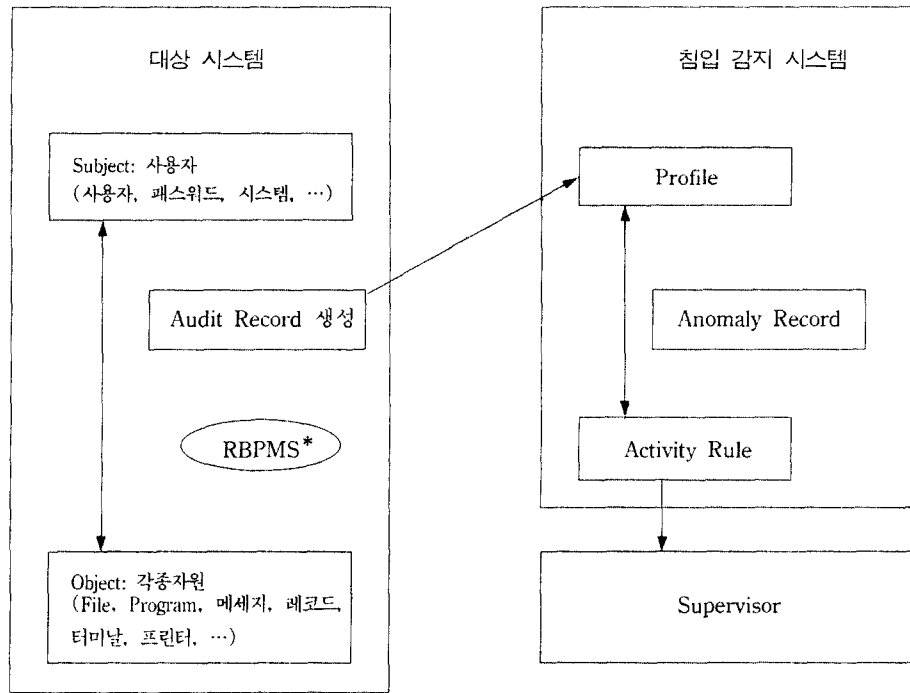 대상 시스템
Subject: 사용자
(사용자, 패스워드, 시스템, …)
Audit Record 생성
RBPMS*
Object: 각종자원
(File, Program, 메세지, 레코드,
터미날, 프린터, …)
침입 감지 시스템
Profile
Anomaly Record
Activity Rule
Supervisor